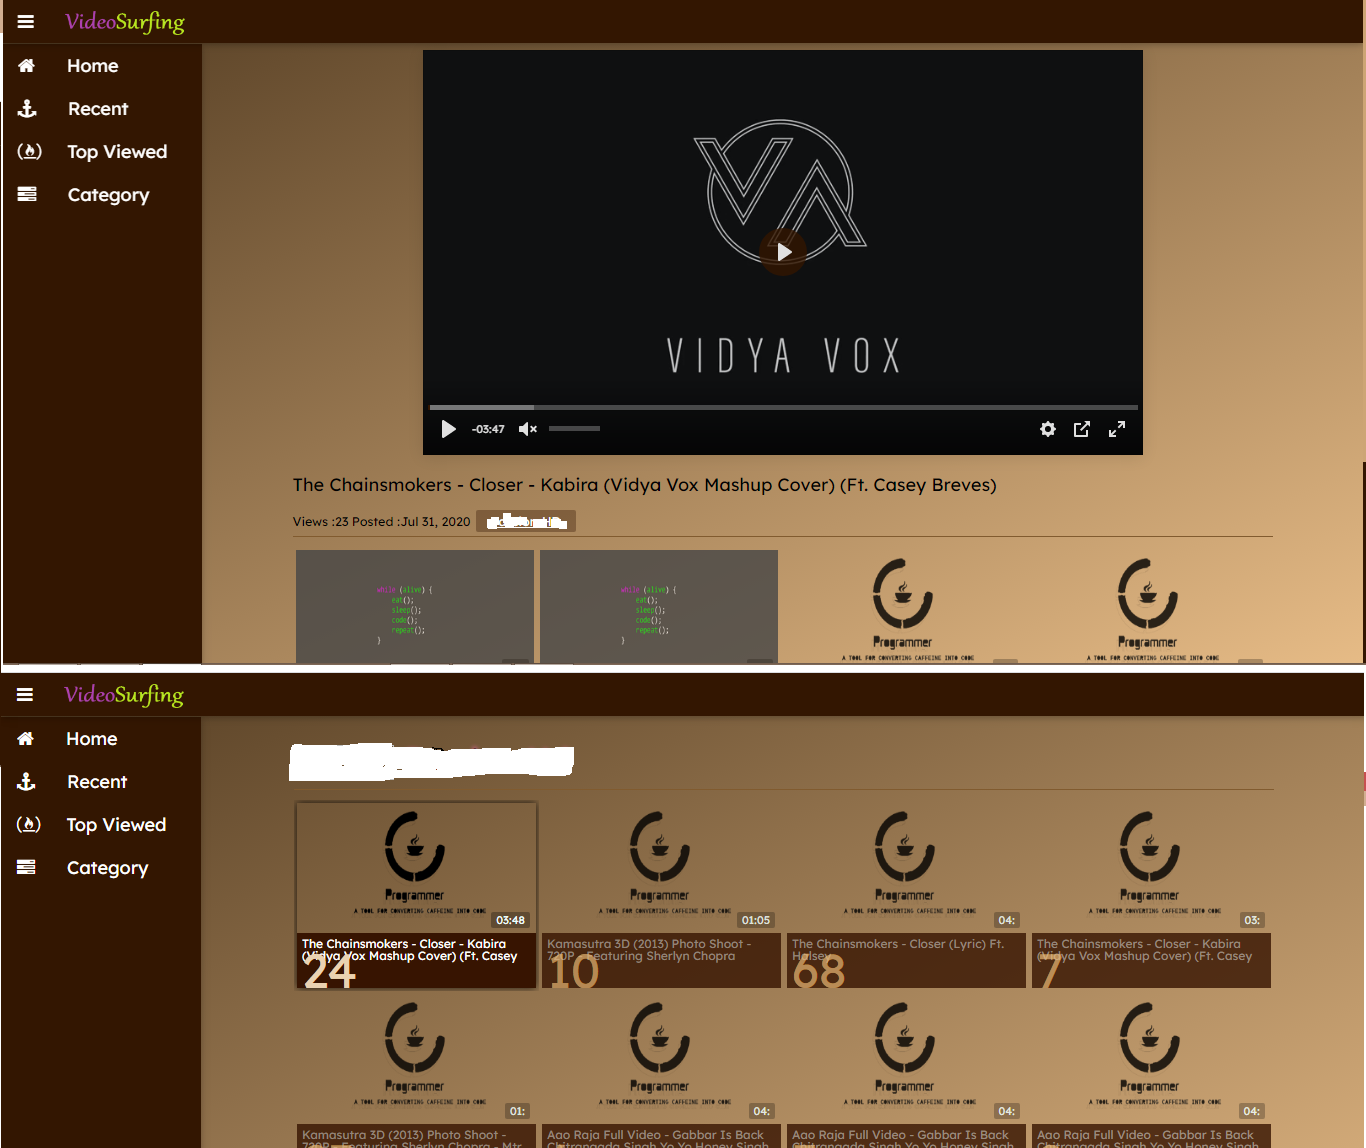 VideoSurfing
Home
Recent
Top Viewed
Category
VIDYA VOX
-03:47
The Chainsmokers - Closer - Kabira (Vidya Vox Mashup Cover) (Ft. Casey Breves)
Views :23 Posted :Jul 31, 2020
while (alive) {
eat();
sleep();
code();
repeat();
}
while (alive) {
eat();
sleep();
code();
repeat();
}
Programmer
A TOOL FOR CONVERTING CAFFEINE INTO CODE
Programmer
A TOOL FOR CONVERTING CAFFEINE INTO CODE
VideoSurfing
Home
Recent
Top Viewed
Category
Programmer
A TOOL FOR CONVERTING CAFFEINE INTO CODE
03:48
The Chainsmokers - Closer - Kabira
(Vidya Vox Mashup Cover) (Ft. Casey
24
Programmer
A TOOL FOR CONVERTING CAFFEINE INTO CODE
01:05
Kamasutra 3D (2013) Photo Shoot -
720P - Featuring Sherlyn Chopra
10
Programmer
A TOOL FOR CONVERTING CAFFEINE INTO CODE
04:
The Chainsmokers - Closer (Lyric) Ft.
Halsey
68
Programmer
A TOOL FOR CONVERTING CAFFEINE INTO CODE
03:
The Chainsmokers - Closer - Kabira
(Vidya Vox Mashup Cover) (Ft. Casey
7
Programmer
A TOOL FOR CONVERTING CAFFEINE INTO CODE
01:
Kamasutra 3D (2013) Photo Shoot -
720P - Featuring Sherlyn Chopra - Mtr
Programmer
A TOOL FOR CONVERTING CAFFEINE INTO CODE
04:
Aao Raja Full Video - Gabbar Is Back
Chitrangada Singh Yo Yo Honey Singh
Programmer
A TOOL FOR CONVERTING CAFFEINE INTO CODE
04:
Aao Raja Full Video - Gabbar Is Back
Chitrangada Singh Yo Yo Honey Singh
Programmer
A TOOL FOR CONVERTING CAFFEINE INTO CODE
04:
Aao Raja Full Video - Gabbar Is Back
Chitrangada Singh Yo Yo Honey Singh